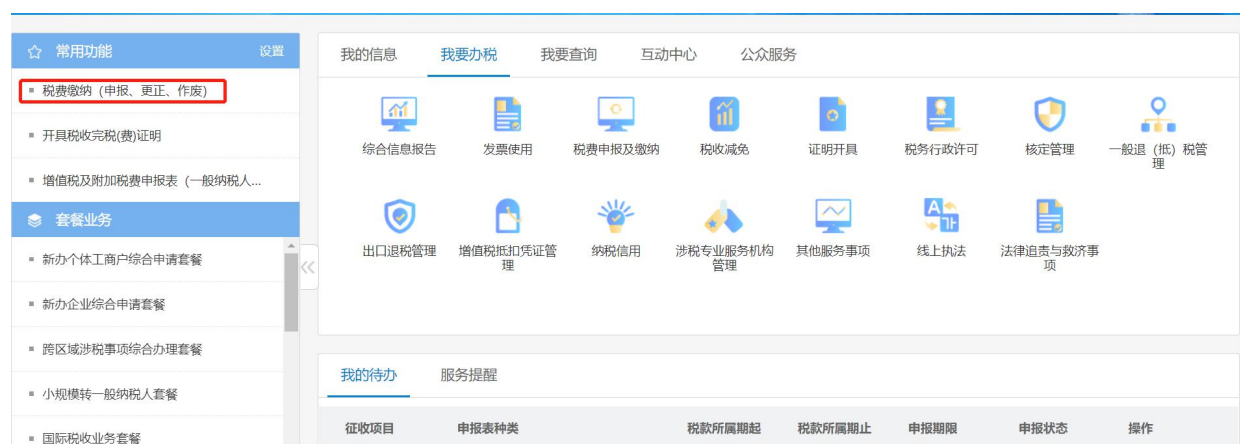 常用功能
设置
税费缴纳（申报、更正、作废）
开具税收完税(费)证明
增值税及附加税费申报表（一般纳税人...
套餐业务
新办个体工商户综合申请套餐
新办企业综合申请套餐
跨区域涉税事项综合办理套餐
小规模转一般纳税人套餐
国际税收业务套餐
我的信息 我要办税 我要查询 互动中心 公众服务
综合信息报告 发票使用 税费申报及缴纳 税收减免 证明开具 税务行政许可 核定管理 一般退（抵）税管
理
出口退税管理 增值税抵扣凭证管 纳税信用 涉税专业服务机构 其他服务事项 线上执法 法律追责与救济事
理 管理 项
我的待办 服务提醒
征收项目 申报表种类 税款所属期起 税款所属期止 申报期限 申报状态 操作